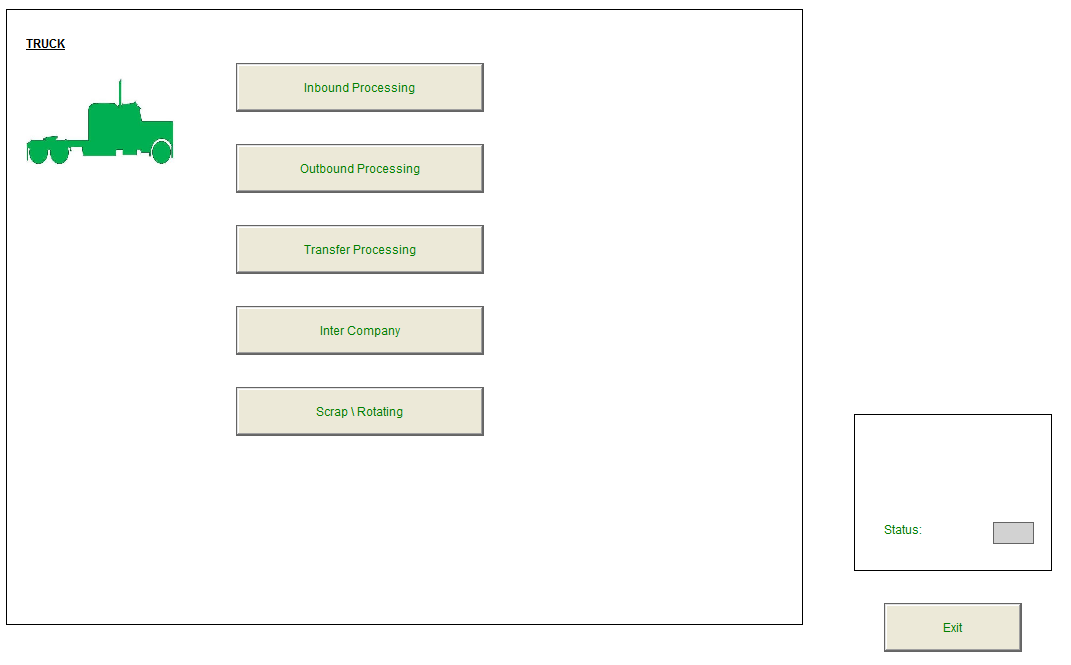 TRUCK
Inbound Processing
Outbound Processing
Transfer Processing
Inter Company
Scrap \ Rotating
Status:
Exit